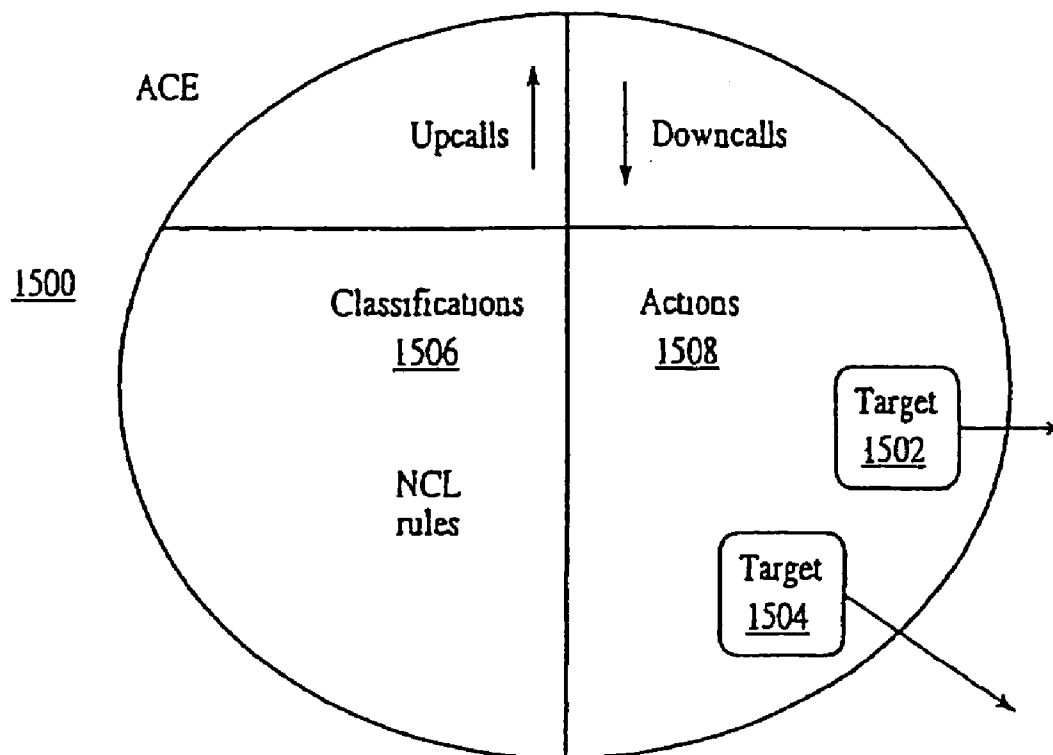 ACE
Upcalls
Downcalls
1500
Classifications
1506
Actions
1508
Target
1502
NCL
rules
Target
1504